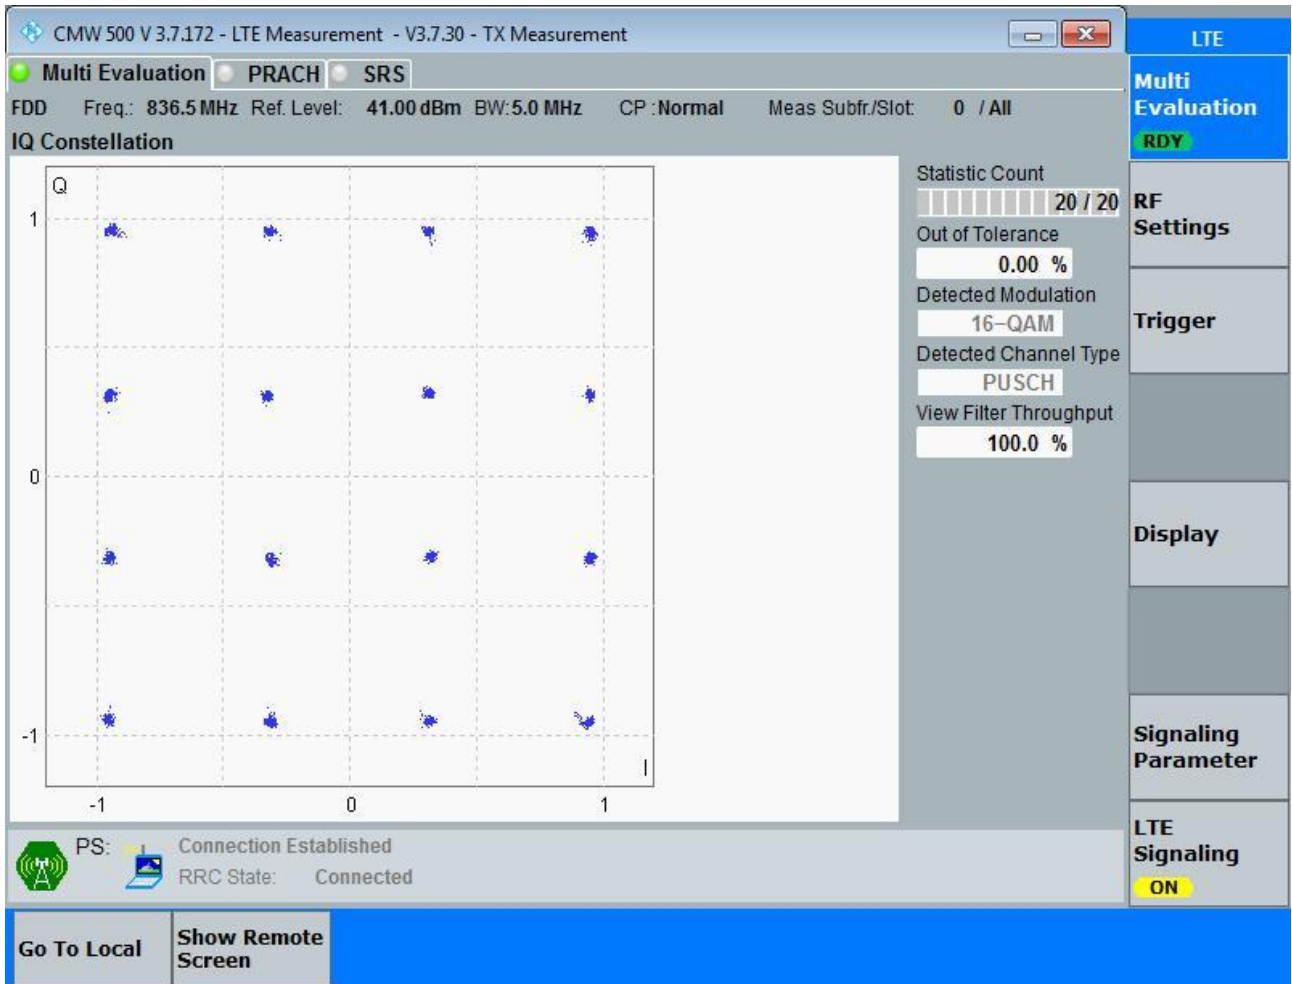 CMW 500 V 3.7.172 - LTE Measurement - V3.7.30 - TX Measurement
LTE
Multi Evaluation PRACH SRS
FDD Freq.: 836.5 MHz Ref. Level: 41.00 dBm BW: 5.0 MHz CP : Normal Meas Subfr./Slot: 0 / All
IQ Constellation
Q
1
0
-1
I
-1 0 1
Statistic Count
20 / 20
Out of Tolerance
0.00 %
Detected Modulation
16-QAM
Detected Channel Type
PUSCH
View Filter Throughput
100.0 %
Multi
Evaluation
RDY
RF
Settings
Trigger
Display
Signaling
Parameter
LTE
Signaling
ON
PS: Connection Established
RRC State: Connected
Go To Local
Show Remote
Screen